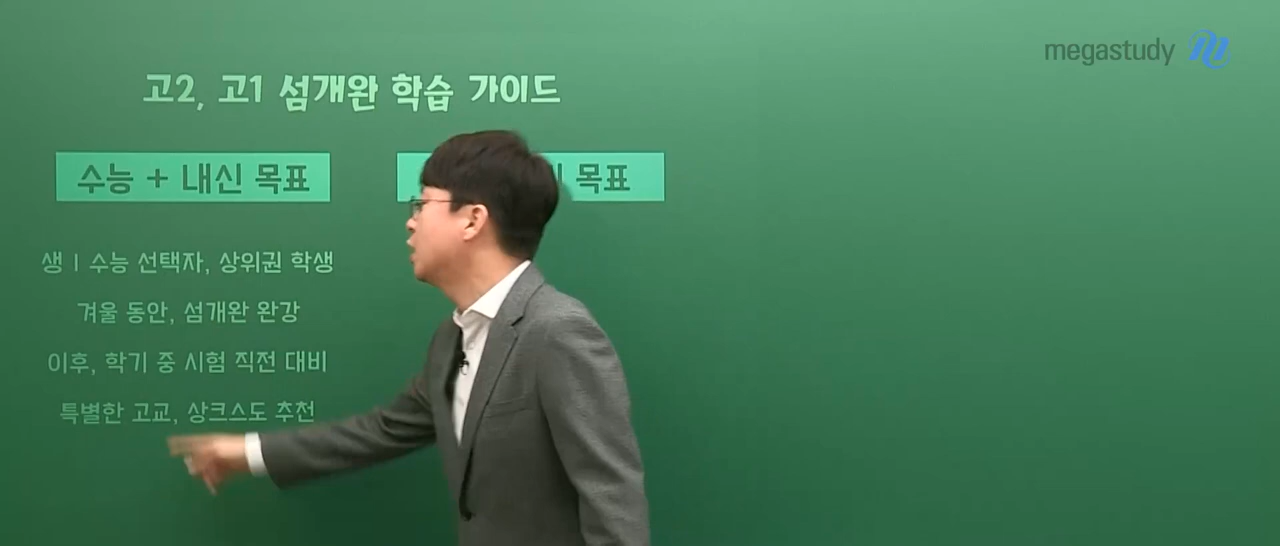 megastudy
고2, 고1 섬개완 학습 가이드
수능 + 내신 목표
목표
생 I 수능 선택자, 상위권 학생
겨울 동안, 섬개완 완강
이후, 학기 중 시험 직전 대비
특별한 고교, 상크스도 추천